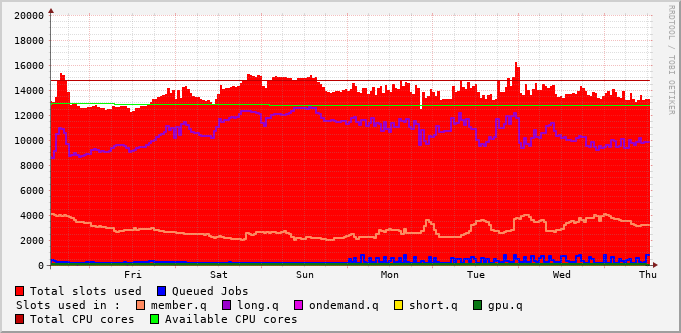 RRDTOOL / TOBI OETIKER
20000
18000
16000
14000
12000
10000
8000
6000
4000
2000
0
Fri Sat Sun Mon Tue Wed Thu
Total slots used Queued Jobs
Slots used in : member.q long.q ondemand.q short.q gpu.q
Total CPU cores Available CPU cores